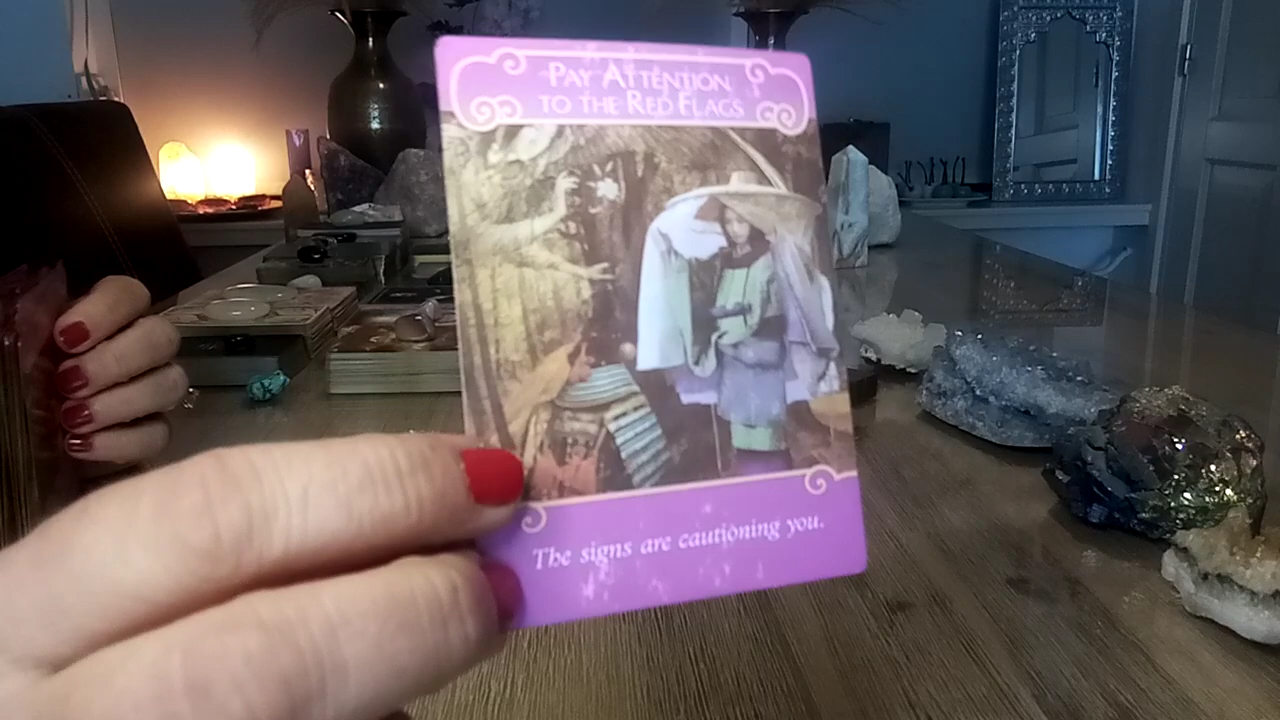 PAY ATTENTION
TO THE RED FLAGS
The signs are cautioning you.